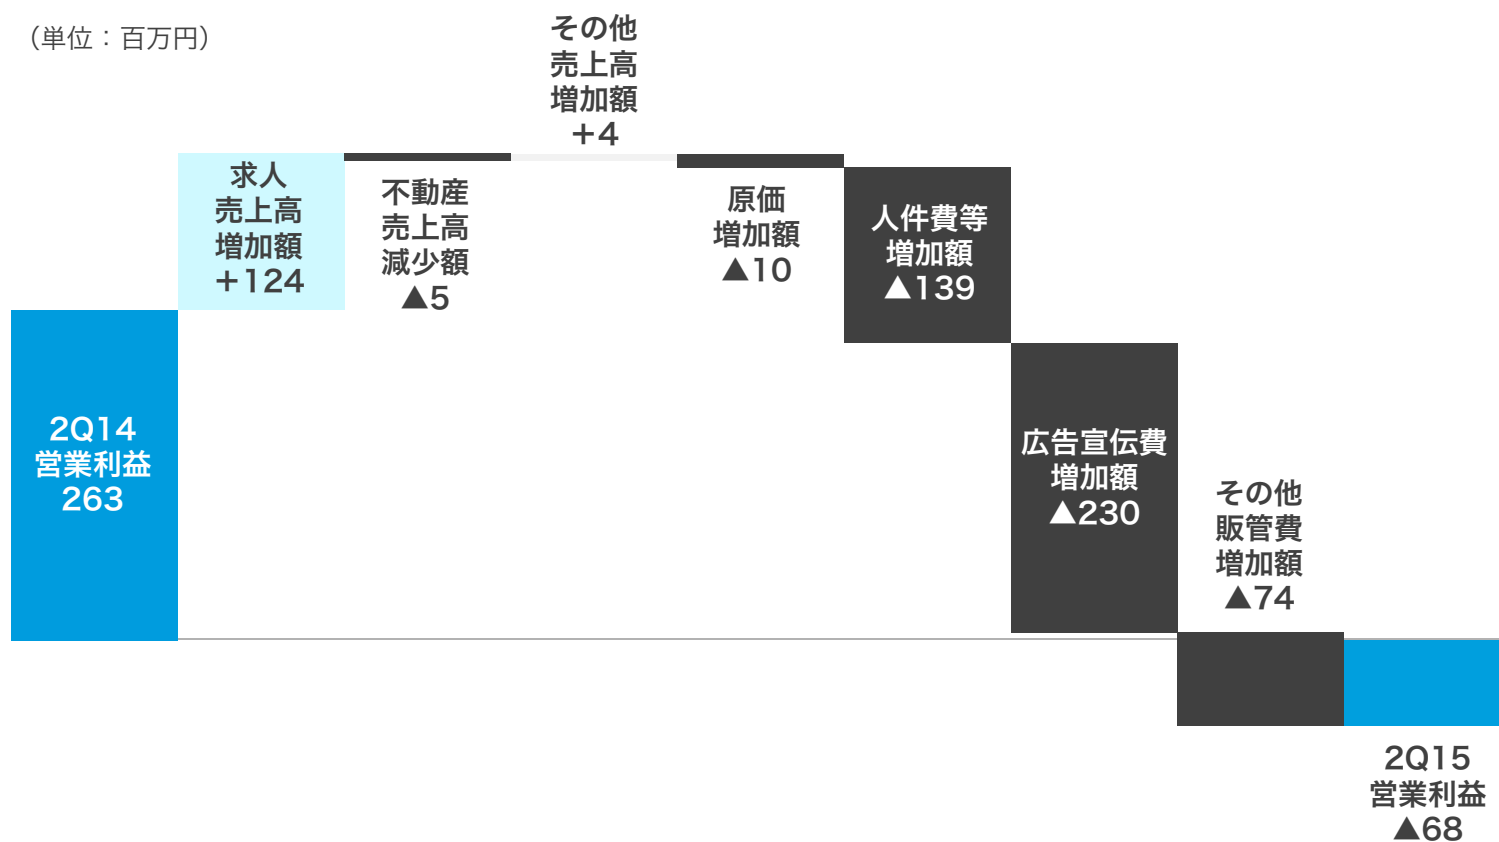 （単位：百万円）
その他
売上高
増加額
+4
求人
売上高
増加額
+124
不動産
売上高
減少額
▲5
原価
増加額
▲10
人件費等
増加額
▲139
2Q14
営業利益
263
広告宣伝費
増加額
▲230
その他
販管費
増加額
▲74
2Q15
営業利益
▲68